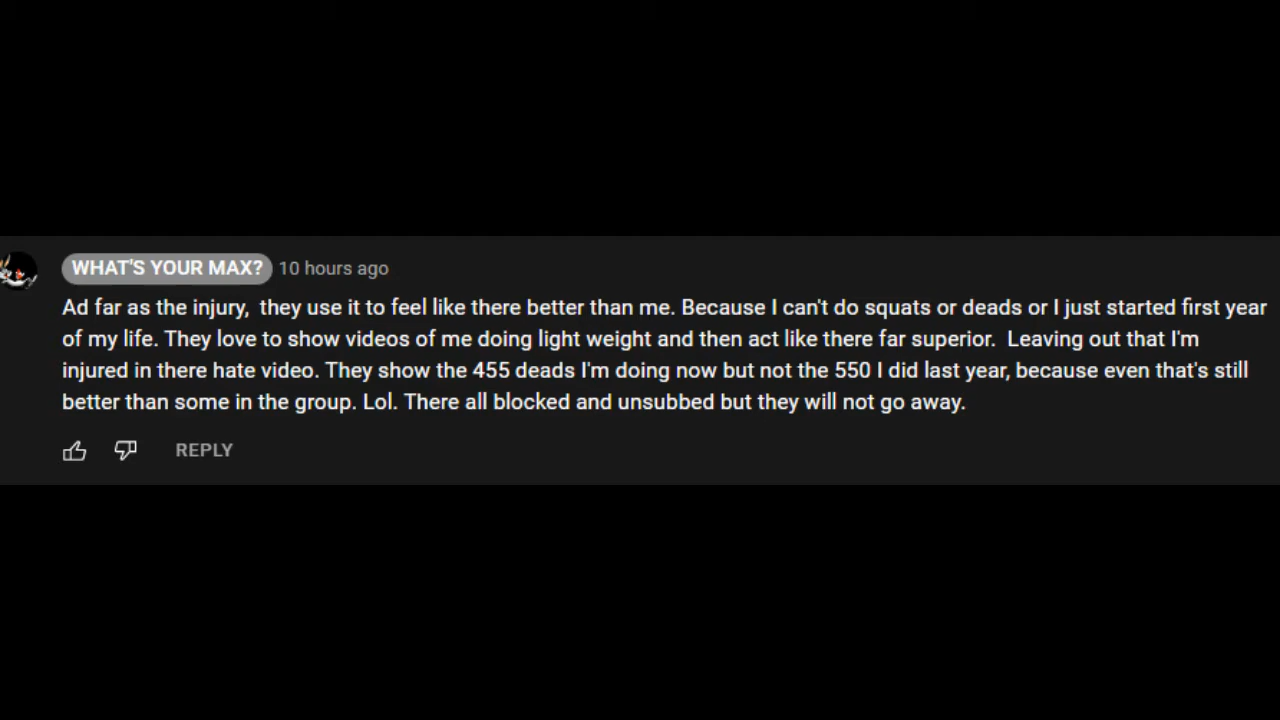 WHAT'S YOUR MAX? 10 hours ago
Ad far as the injury, they use it to feel like there better than me. Because I can't do squats or deads or I just started first year
of my life. They love to show videos of me doing light weight and then act like there far superior. Leaving out that I'm
injured in there hate video. They show the 455 deads I'm doing now but not the 550 I did last year, because even that's still
better than some in the group. Lol. There all blocked and unsubbed but they will not go away.
REPLY